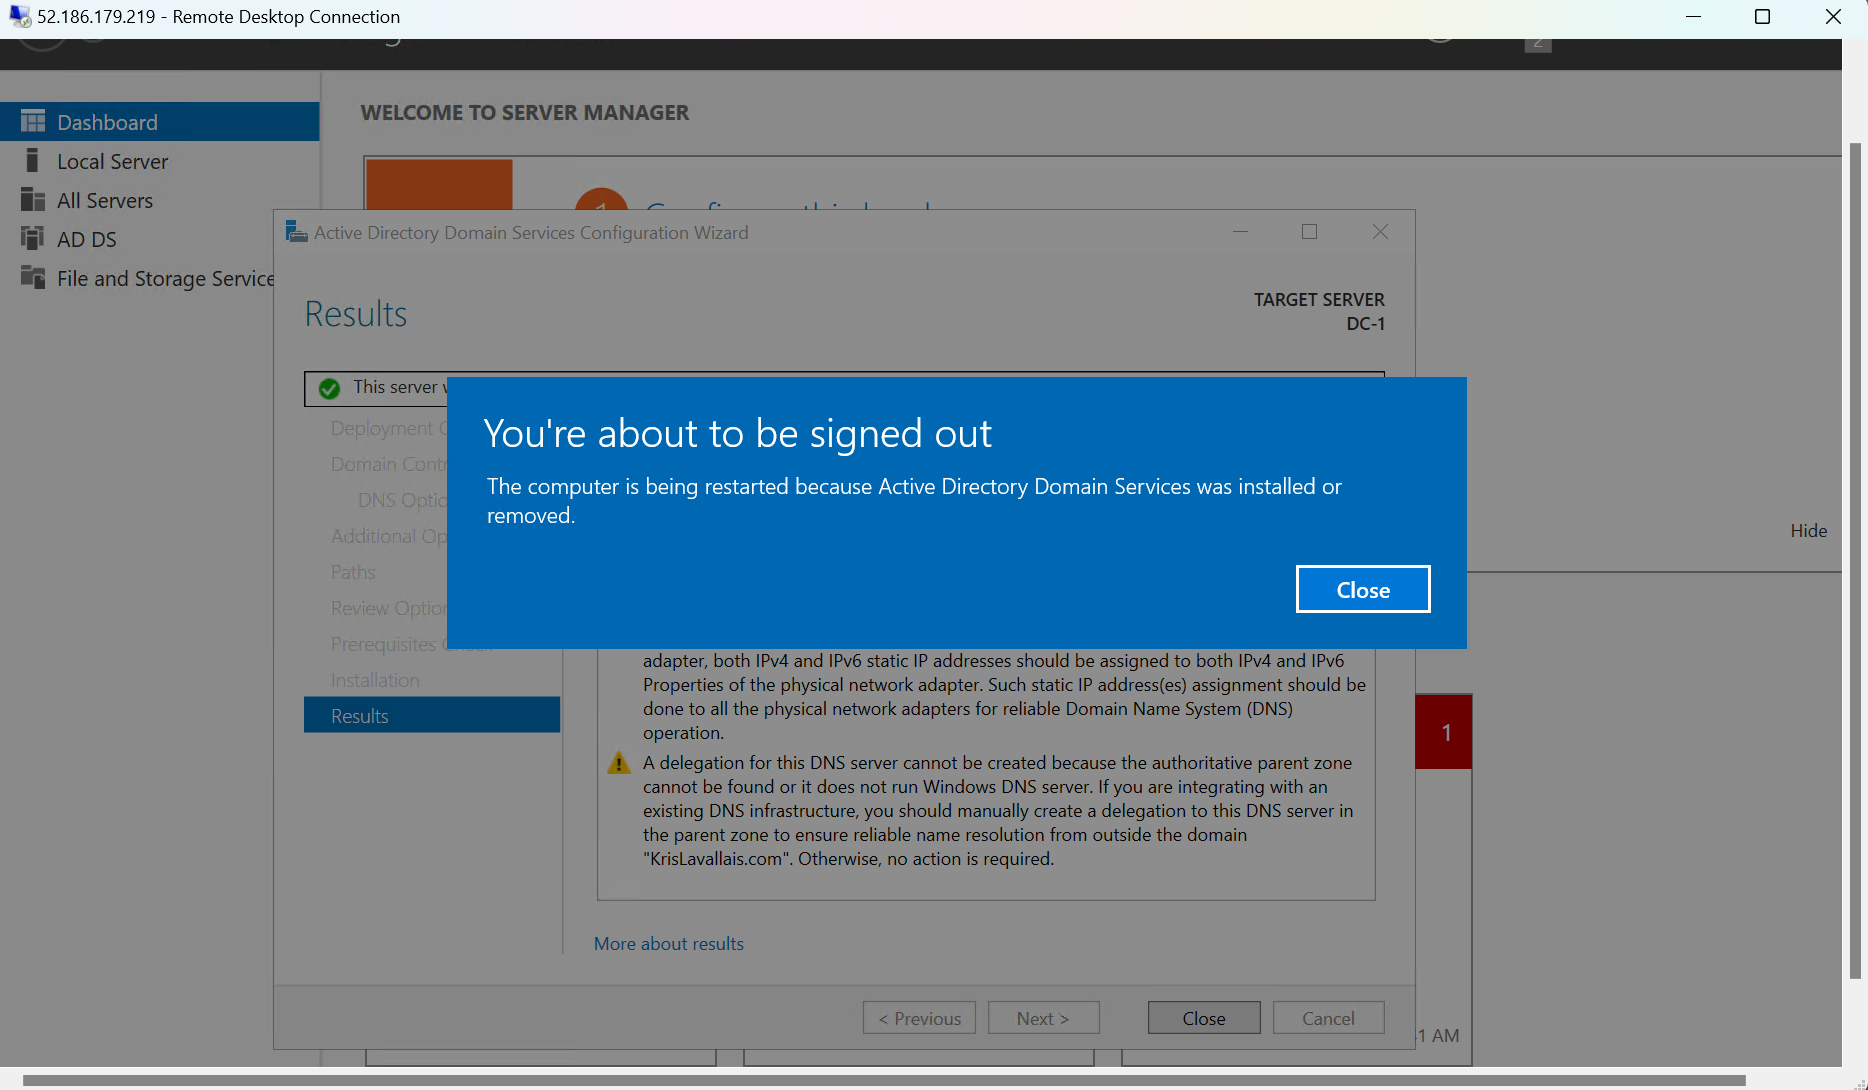 52.186.179.219 - Remote Desktop Connection
2
Dashboard
Local Server
All Servers
AD DS
File and Storage Service
WELCOME TO SERVER MANAGER
1
Active Directory Domain Services Configuration Wizard
Results
TARGET SERVER
DC-1
This server
Deployment
Domain Contr
DNS Optio
Additional Op
Paths
Review Option
Prerequisites
Installation
Results
You're about to be signed out
The computer is being restarted because Active Directory Domain Services was installed or
removed.
Close
Hide
adapter, both IPv4 and IPv6 static IP addresses should be assigned to both IPv4 and IPv6
Properties of the physical network adapter. Such static IP address(es) assignment should be
done to all the physical network adapters for reliable Domain Name System (DNS)
operation.
A delegation for this DNS server cannot be created because the authoritative parent zone
cannot be found or it does not run Windows DNS server. If you are integrating with an
existing DNS infrastructure, you should manually create a delegation to this DNS server in
the parent zone to ensure reliable name resolution from outside the domain
"KrisLavallais.com". Otherwise, no action is required.
1
More about results
< Previous
Next >
Close
Cancel
1 AM